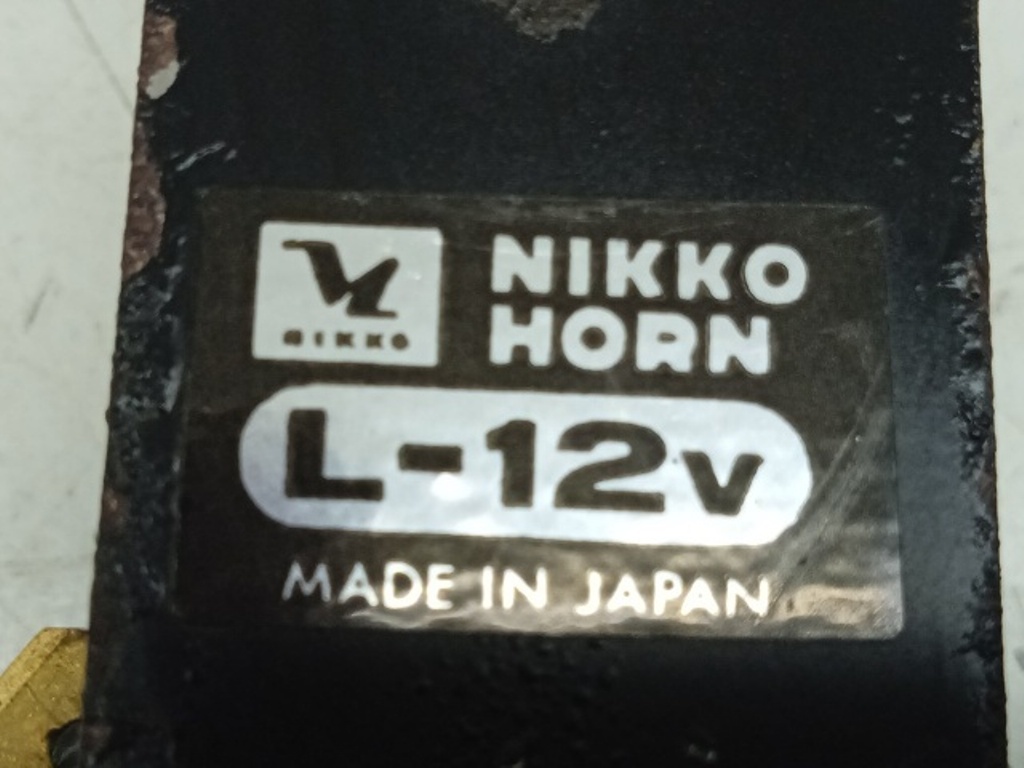 NIKKO
NIKKO
HORN
L-12v
MADE IN JAPAN